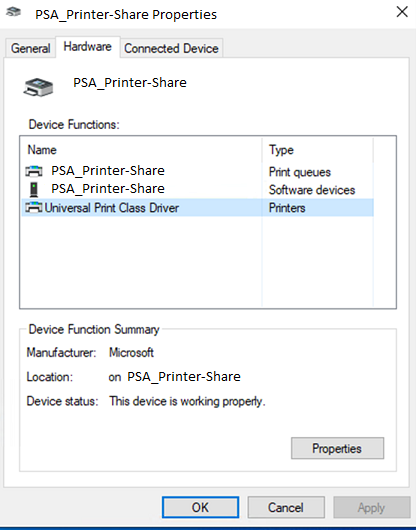 PSA_Printer-Share Properties
General Hardware Connected Device
PSA_Printer-Share
Device Functions:
Name Type
PSA_Printer-Share Print queues
PSA_Printer-Share Software devices
Universal Print Class Driver Printers
Device Function Summary
Manufacturer: Microsoft
Location: on PSA_Printer-Share
Device status: This device is working properly.
Properties
OK Cancel Apply